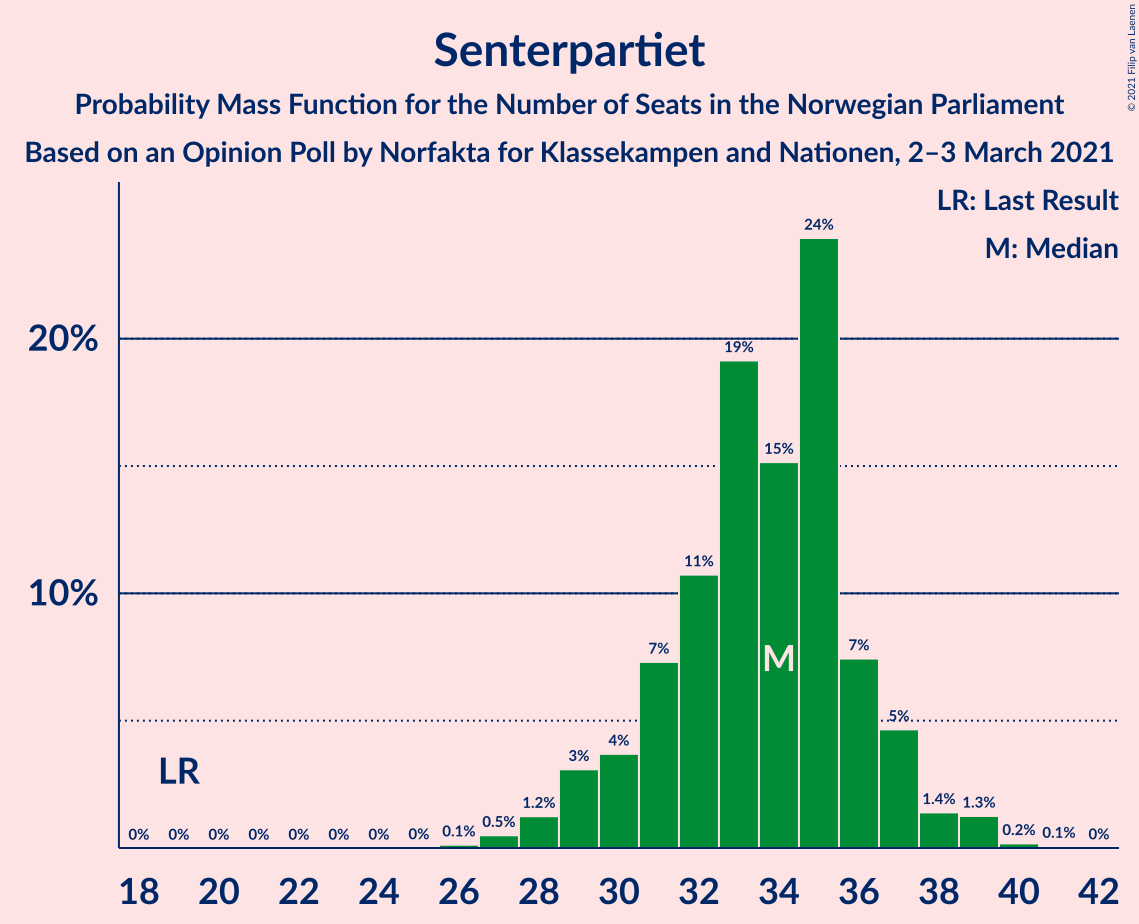 Senterpartiet
Probability Mass Function for the Number of Seats in the Norwegian Parliament
Based on an Opinion Poll by Norfakta for Klassekampen and Nationen, 2–3 March 2021
© 2021 Filip van Laenen
LR: Last Result
M: Median
20%
10%
24%
19%
15%
11%
7%
7%
5%
4%
3%
1.2%
1.4%
1.3%
0% 0% 0% 0% 0% 0% 0% 0% 0.1% 0.5% 0.2% 0.1% 0%
M
LR
18 20 22 24 26 28 30 32 34 36 38 40 42